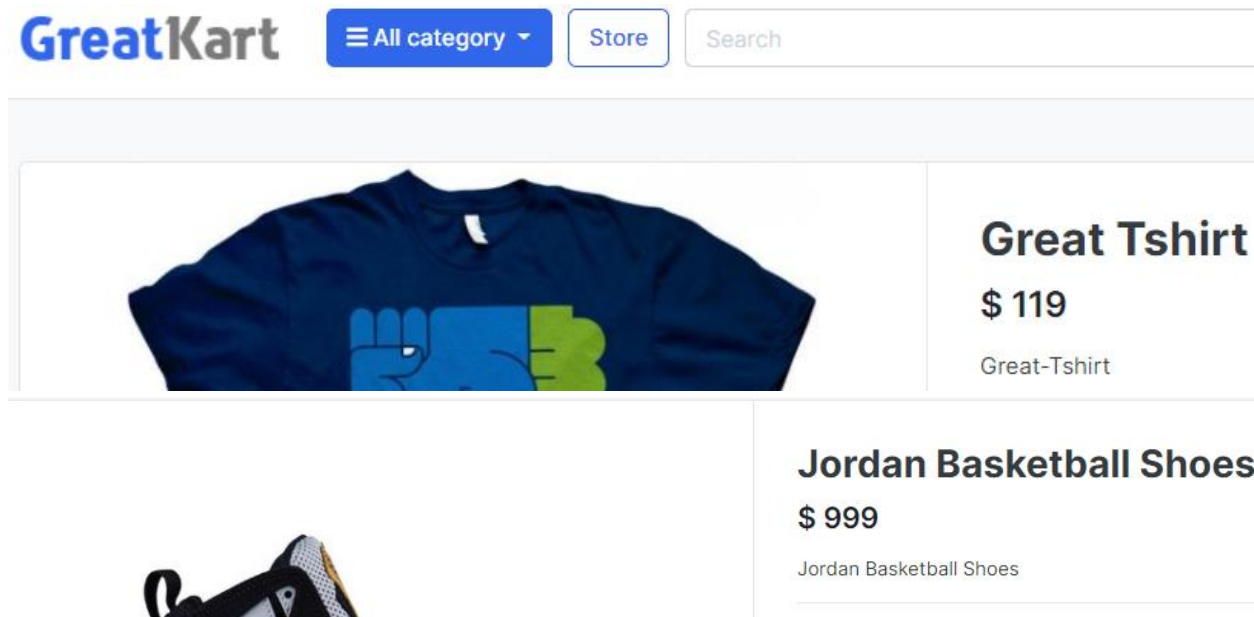 GreatKart
All category
Store
Search
Great Tshirt
$ 119
Great-Tshirt
Jordan Basketball Shoes
$ 999
Jordan Basketball Shoes